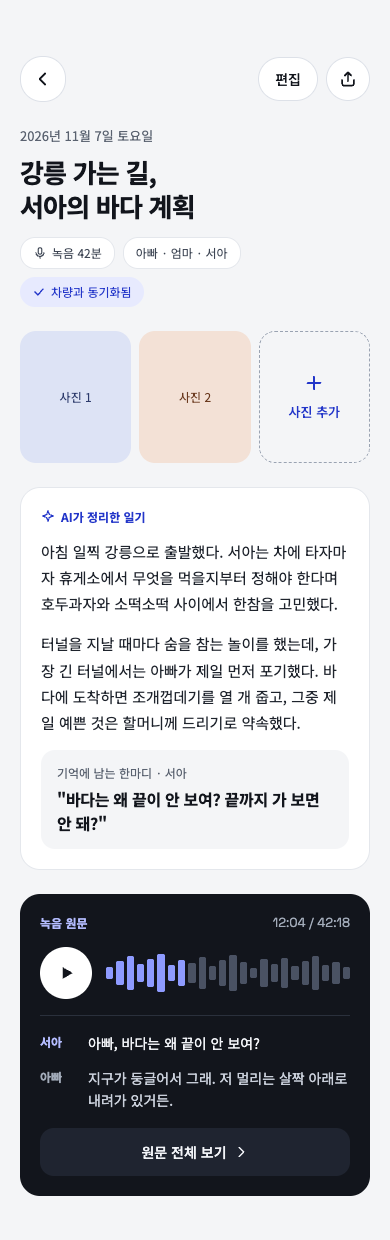 편집
2026년 11월 7일 토요일
강릉 가는 길,
서아의 바다 계획
녹음 42분
아빠 · 엄마 · 서아
차량과 동기화됨
사진 1
사진 2
사진 추가
AI가 정리한 일기
아침 일찍 강릉으로 출발했다. 서아는 차에 타자마
자 휴게소에서 무엇을 먹을지부터 정해야 한다며
호두과자와 소떡소떡 사이에서 한참을 고민했다.
터널을 지날 때마다 숨을 참는 놀이를 했는데, 가
장 긴 터널에서는 아빠가 제일 먼저 포기했다. 바
다에 도착하면 조개껍데기를 열 개 줍고, 그중 제
일 예쁜 것은 할머니께 드리기로 약속했다.
기억에 남는 한마디 · 서아
"바다는 왜 끝이 안 보여? 끝까지 가 보면
안 돼?"
녹음 원문
12:04 / 42:18
서아 아빠, 바다는 왜 끝이 안 보여?
아빠 지구가 둥글어서 그래. 저 멀리는 살짝 아래로
내려가 있거든.
원문 전체 보기